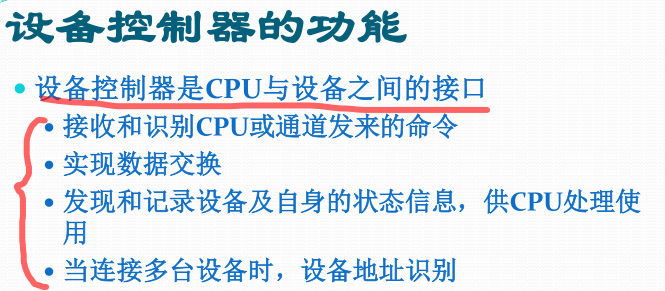 设备控制器的功能
设备控制器是CPU与设备之间的接口
接收和识别CPU或通道发来的命令
实现数据交换
发现和记录设备及自身的状态信息，供CPU处理使
用
当连接多台设备时，设备地址识别